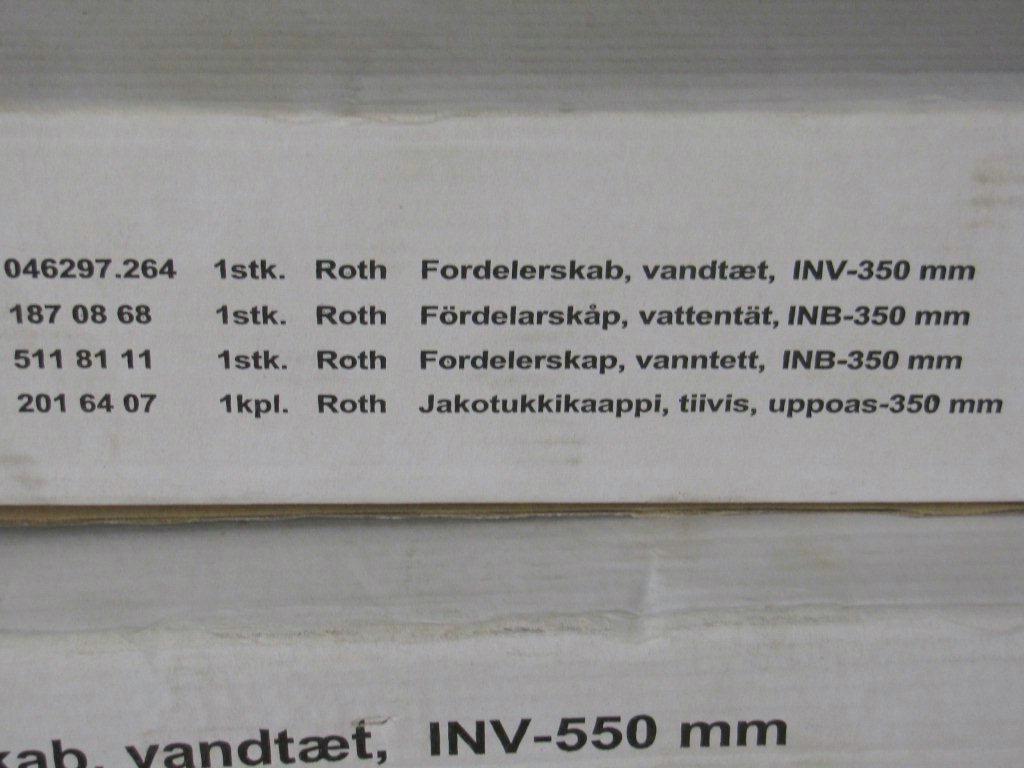 046297.264 1stk. Roth Fordelerskab, vandtæt, INV-350 mm
187 08 68 1stk. Roth Fördelarskåp, vattentät, INB-350 mm
511 81 11 1stk. Roth Fordelerskap, vanntett, INB-350 mm
201 64 07 1kpl. Roth Jakotukkikaappi, tiivis, uppoas-350 mm
kab, vandtæt, INV-550 mm